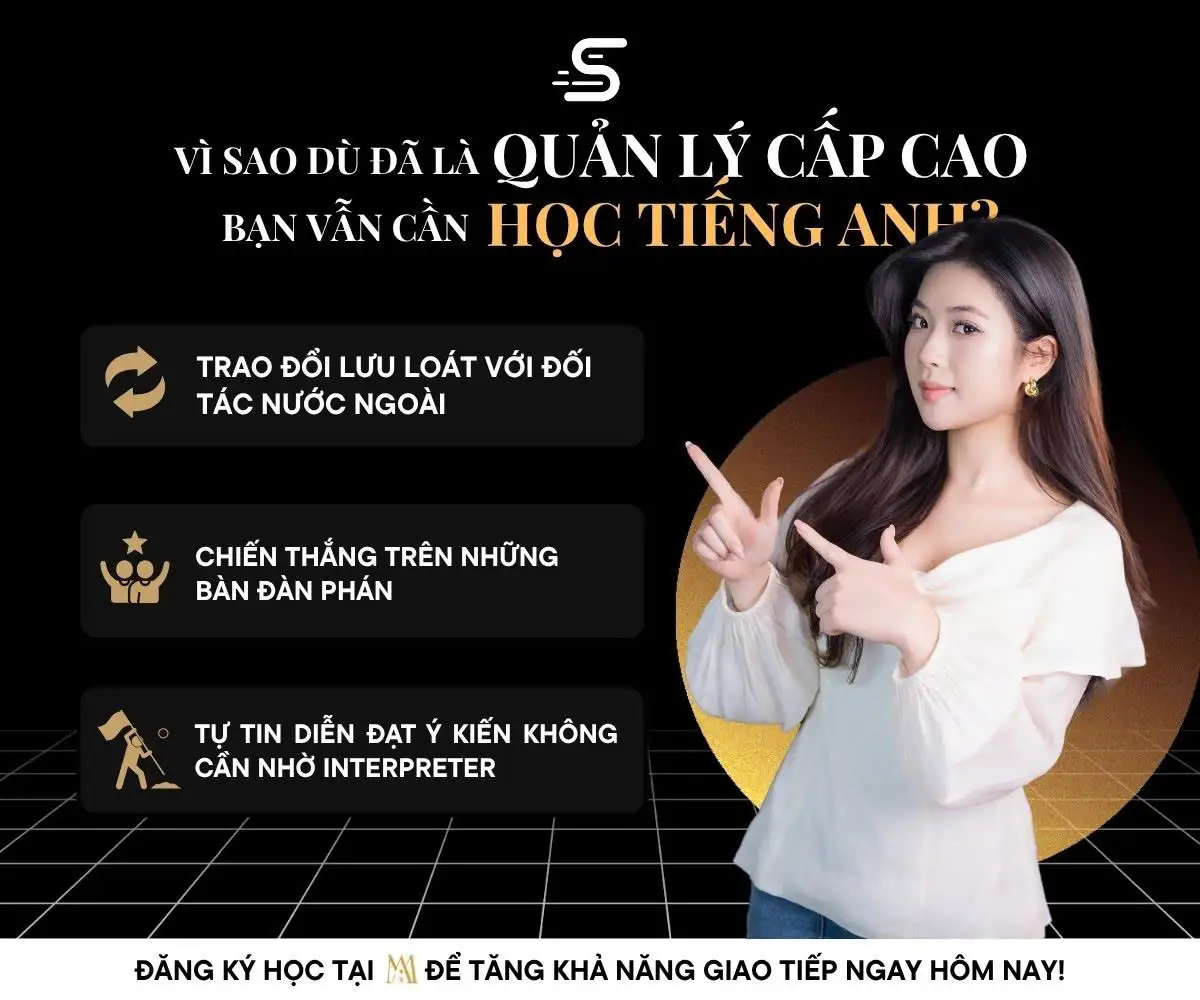 S
VÌ SAO DÙ ĐÃ LÀ QUẢN LÝ CẤP CAO
BẠN VẪN CẦN HỌC TIẾNG ANH?
TRAO ĐỔI LƯU LOÁT VỚI ĐỐI
TÁC NƯỚC NGOÀI
CHIẾN THẮNG TRÊN NHỮNG
BÀN ĐÀN PHÁN
TỰ TIN DIỄN ĐẠT Ý KIẾN KHÔNG
CẦN NHỜ INTERPRETER
ĐĂNG KÝ HỌC TẠI ĐỂ TĂNG KHẢ NĂNG GIAO TIẾP NGAY HÔM NAY!